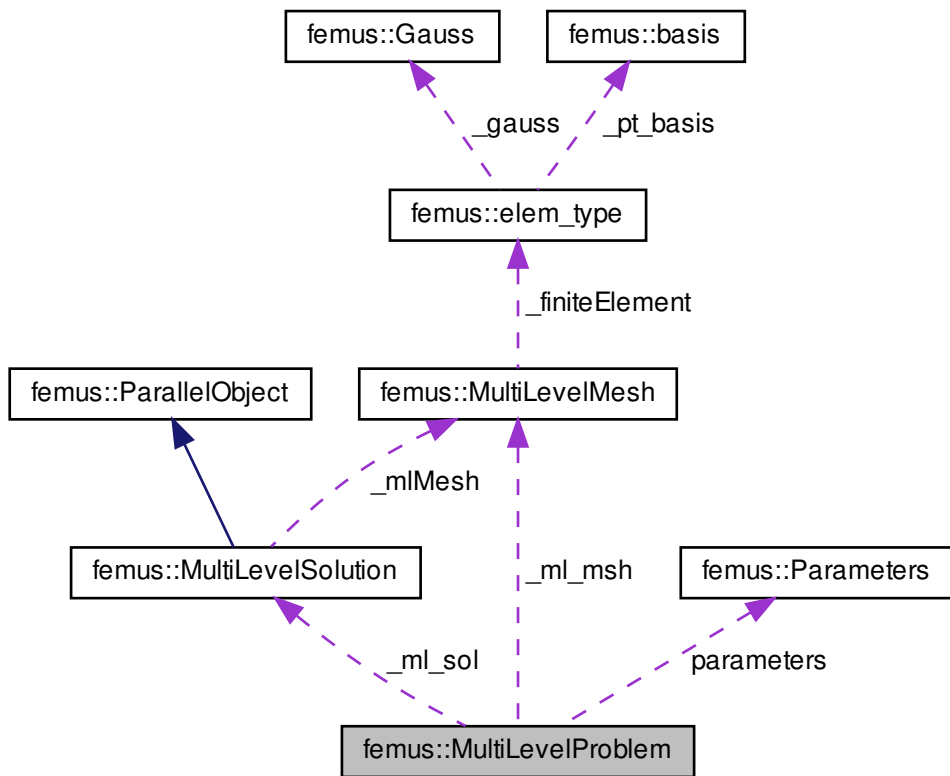 femus::Gauss
femus::basis
_gauss
_pt_basis
femus::elem_type
_finiteElement
femus::ParallelObject
femus::MultiLevelMesh
_mlMesh
femus::MultiLevelSolution
_ml_msh
femus::Parameters
_ml_sol
parameters
femus::MultiLevelProblem